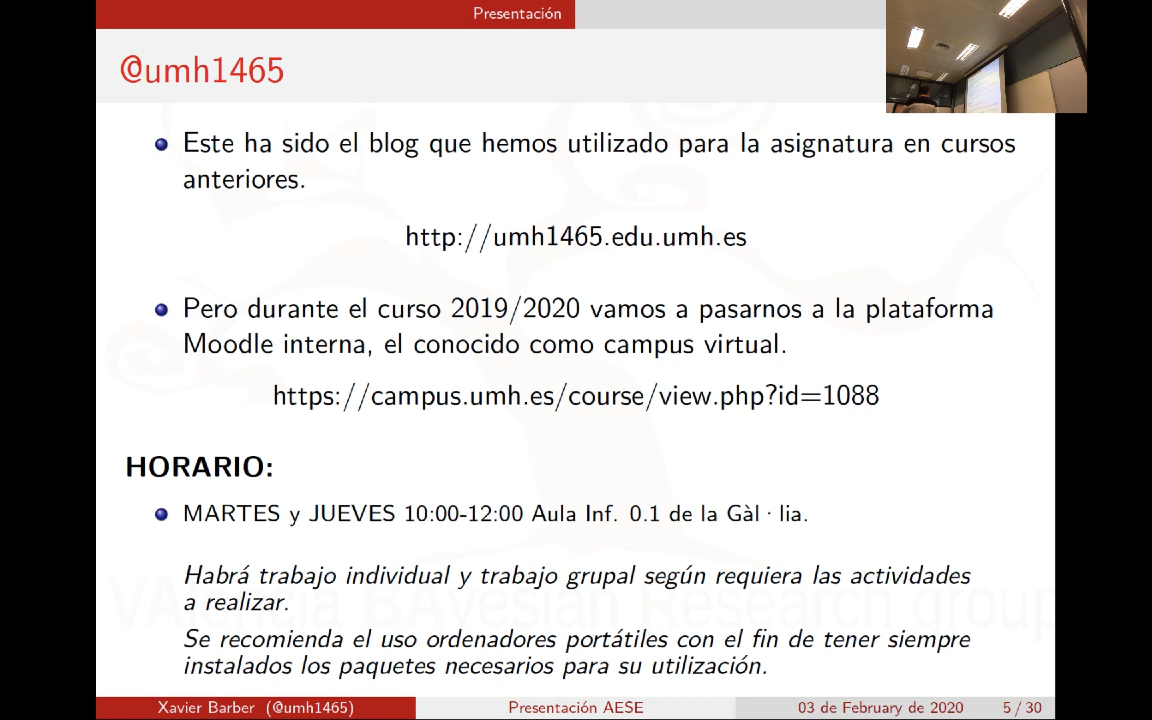 Presentación
@umh1465
Este ha sido el blog que hemos utilizado para la asignatura en cursos
anteriores.
http://umh1465.edu.umh.es
Pero durante el curso 2019/2020 vamos a pasarnos a la plataforma
Moodle interna, el conocido como campus virtual.
https://campus.umh.es/course/view.php?id=1088
HORARIO:
MARTES y JUEVES 10:00-12:00 Aula Inf. 0.1 de la Gàl · lia.
Habrá trabajo individual y trabajo grupal según requiera las actividades
a realizar.
VAlencia BAyesian Research group
Se recomienda el uso ordenadores portátiles con el fin de tener siempre
instalados los paquetes necesarios para su utilización.
Xavier Barber (@umh1465)
Presentación AESE
03 de February de 2020
5 / 30